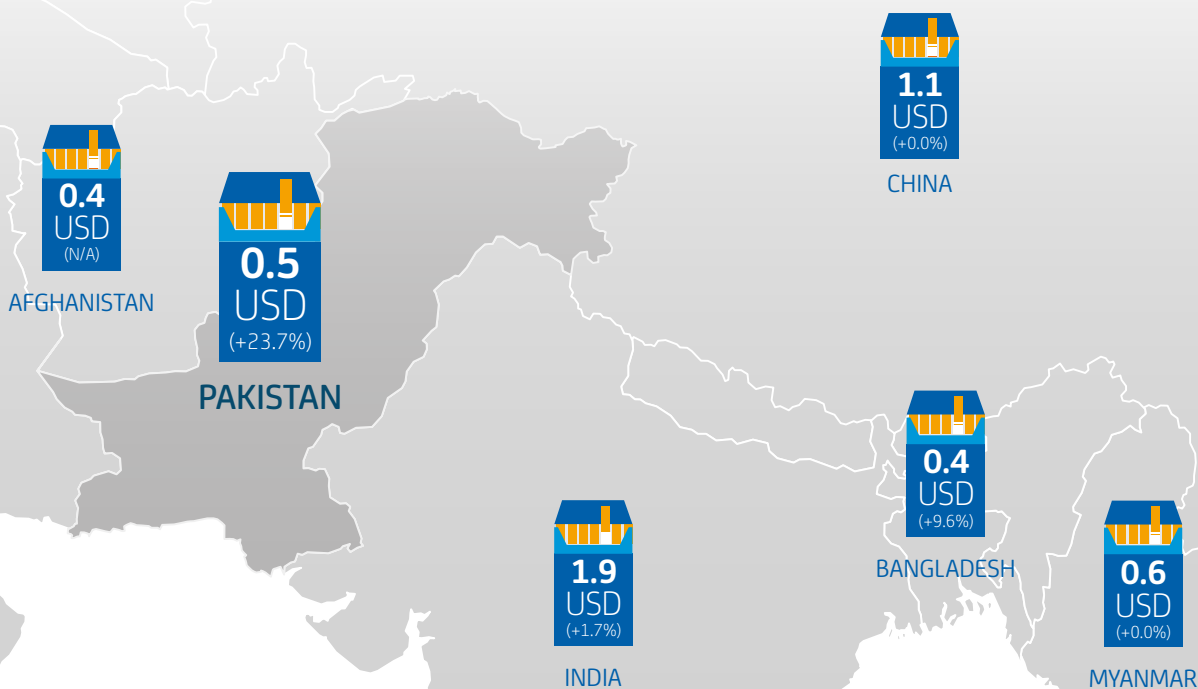 1.1
USD
(+0.0%)
CHINA
0.4
USD
(N/A)
AFGHANISTAN
0.5
USD
(+23.7%)
PAKISTAN
0.4
USD
(+9.6%)
BANGLADESH
1.9
USD
(+1.7%)
INDIA
0.6
USD
(+0.0%)
MYANMAR